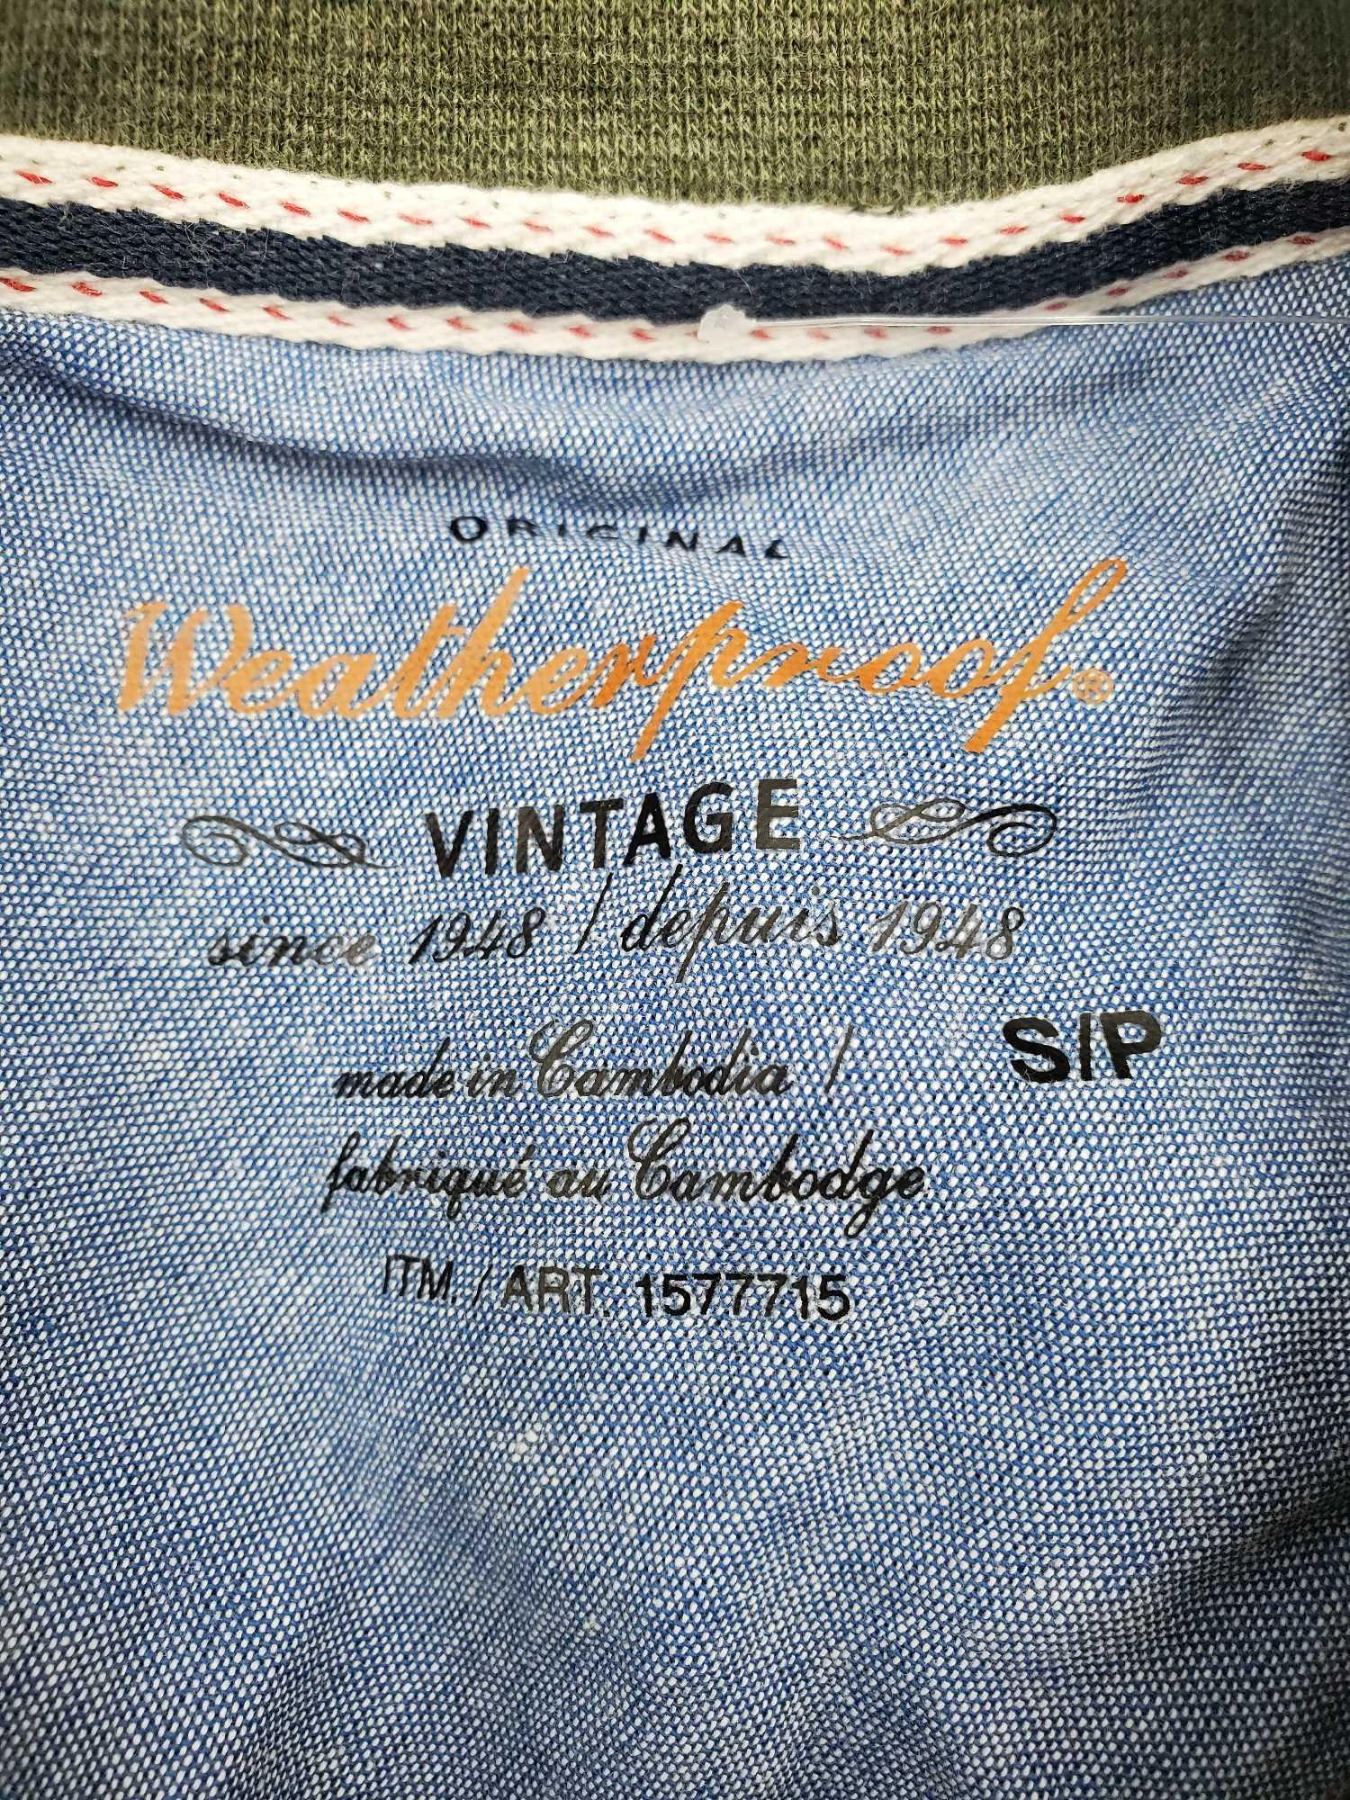 ORIGINAL
Weatherproof®
VINTAGE
since 1948 / depuis 1948
made in Cambodia /
S/P
fabriqué au Cambodge
ITM. / ART. 1577715